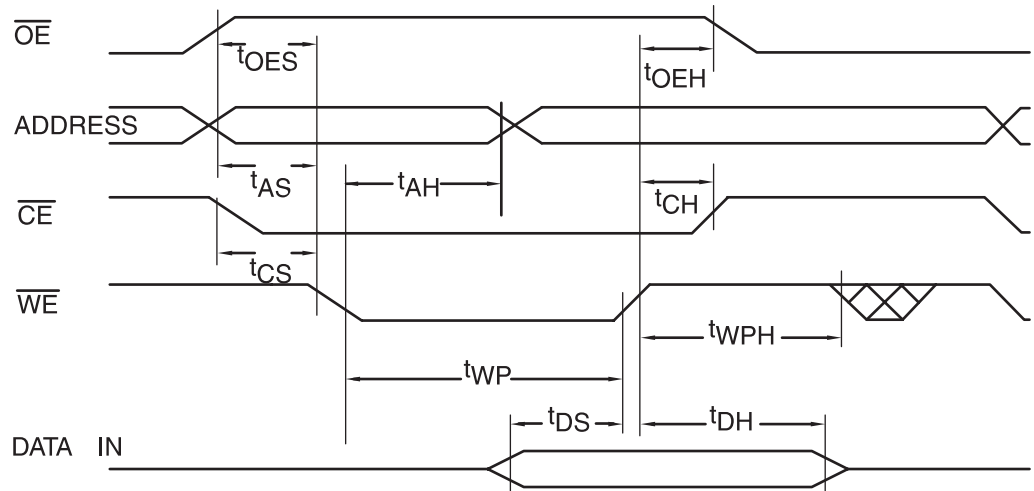 OE
tOES
tOEH
ADDRESS
tAS
tAH
tCH
CE
tCS
WE
tWPH
tWP
tDS
tDH
DATA IN